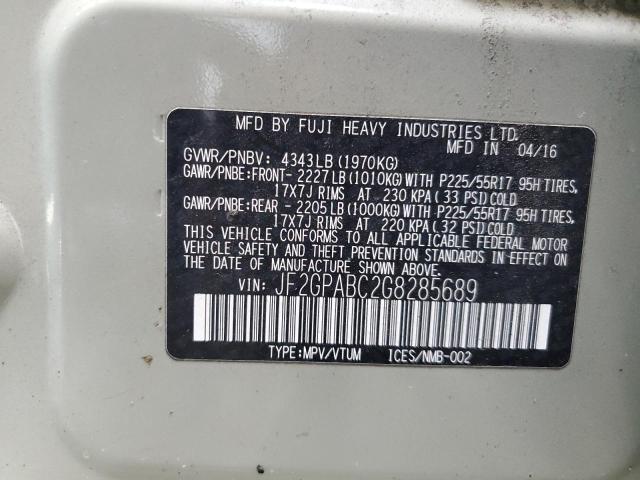 MFD BY FUJI HEAVY INDUSTRIES LTD.
MFD IN 04/16
GVWR/PNBV: 4343LB (1970KG)
GAWR/PNBE:FRONT- 2227LB (1010KG) WITH P225/55R17 95H TIRES,
17X7J RIMS AT 230 KPA (33 PSI) COLD
GAWR/PNBE:REAR - 2205LB (1000KG) WITH P225/55R17 95H TIRES,
17X7J RIMS AT 220 KPA (32 PSI) COLD
THIS VEHICLE CONFORMS TO ALL APPLICABLE FEDERAL MOTOR
VEHICLE SAFETY AND THEFT PREVENTION STANDARDS IN EFFECT
ON THE DATE OF MANUFACTURE SHOWN ABOVE.
VIN: JF2GPABC2G8285689
TYPE:MPV/VTUM ICES/NMB-002